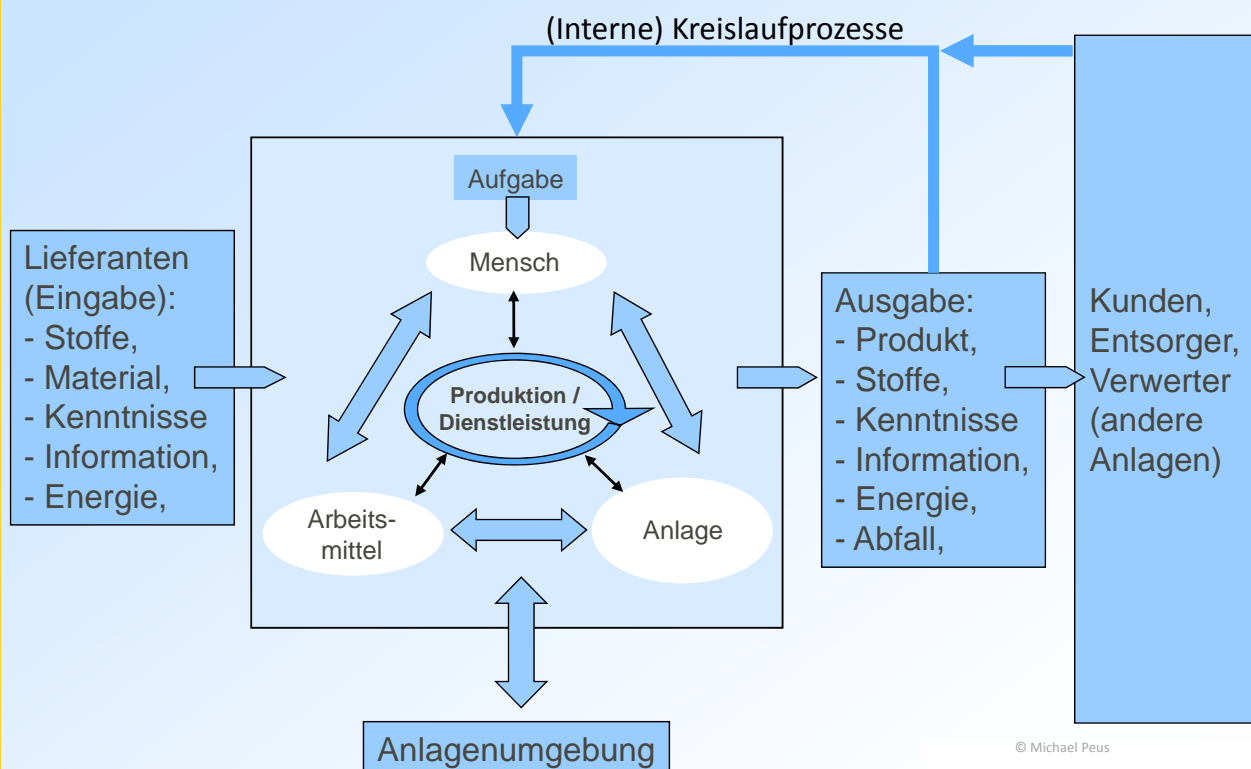 (Interne) Kreislaufprozesse
Aufgabe
Mensch
Produktion /
Dienstleistung
Arbeits-
mittel
Anlage
Lieferanten
(Eingabe):
- Stoffe,
- Material,
- Kenntnisse
- Information,
- Energie,
Ausgabe:
- Produkt,
- Stoffe,
- Kenntnisse
- Information,
- Energie,
- Abfall,
Kunden,
Entsorger,
Verwerter
(andere
Anlagen)
Anlagenumgebung
© Michael Peus